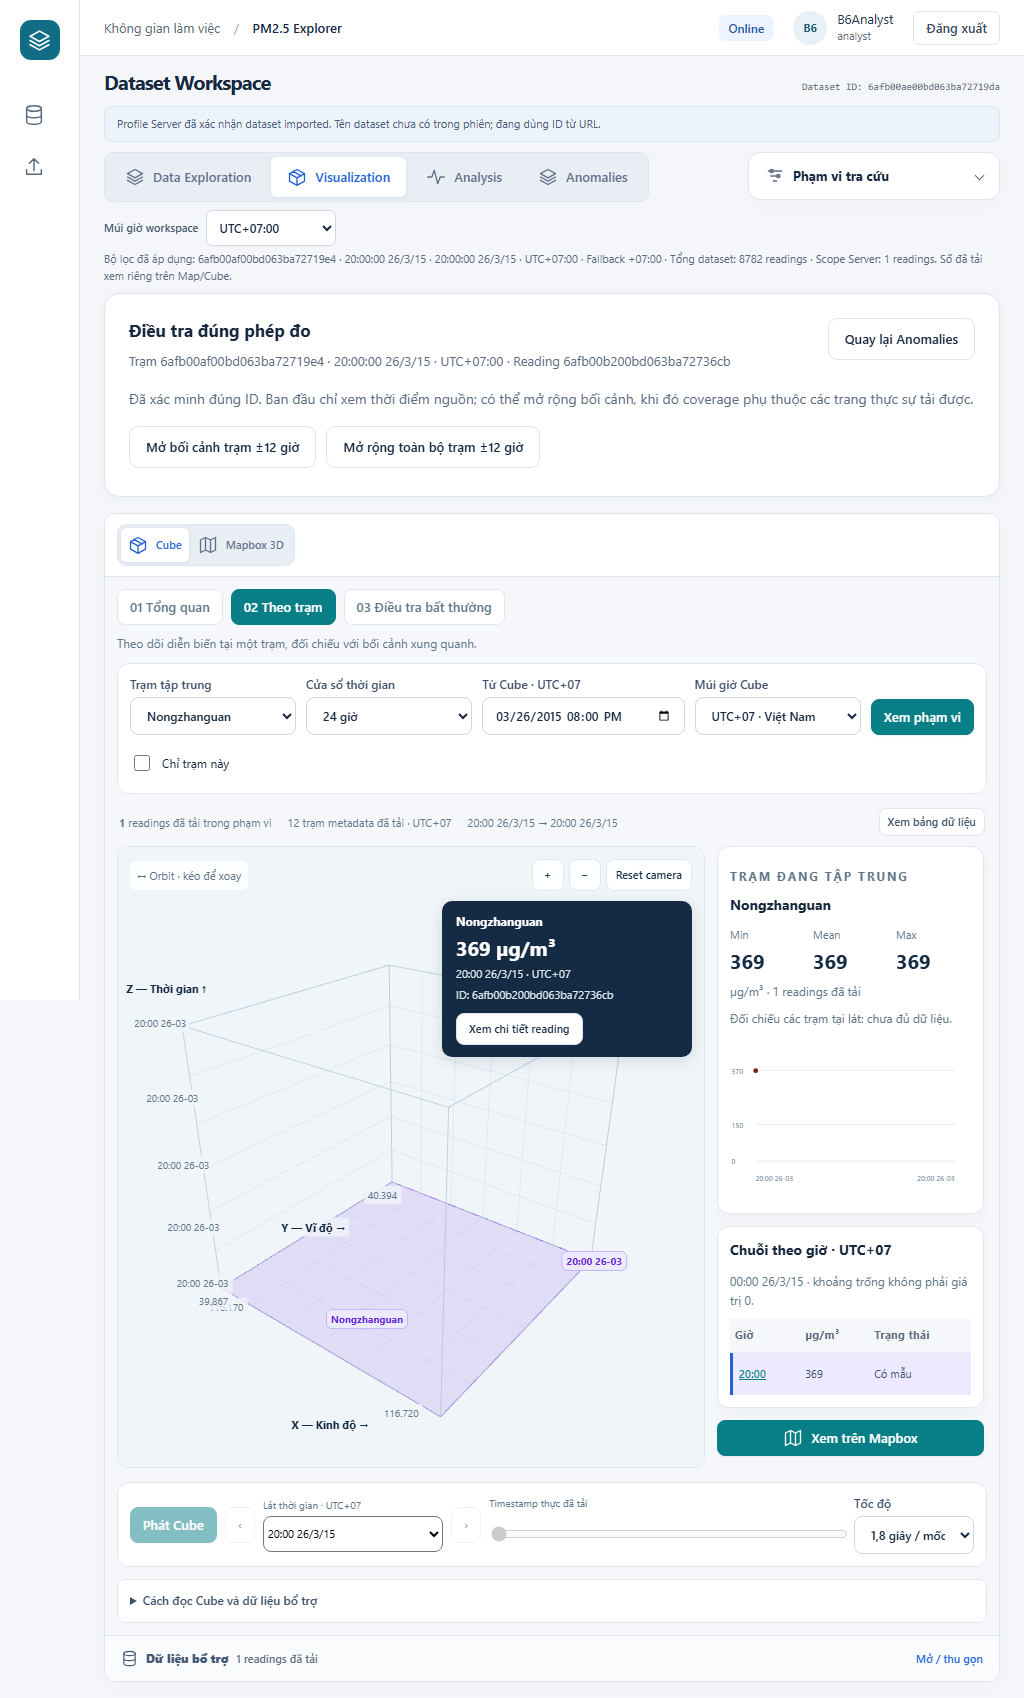 Không gian làm việc / PM2.5 Explorer
Online
B6
B6Analyst
analyst
Đăng xuất
Dataset Workspace
Dataset ID: 6afb00ae00bd063ba72719da
Profile Server đã xác nhận dataset imported. Tên dataset chưa có trong phiên; đang dùng ID từ URL.
Data Exploration
Visualization
Analysis
Anomalies
Phạm vi tra cứu
Múi giờ workspace
UTC+07:00
Bộ lọc đã áp dụng: 6afb00af00bd063ba72719e4 · 20:00:00 26/3/15 · 20:00:00 26/3/15 · UTC+07:00 · Fallback +07:00 · Tổng dataset: 8782 readings · Scope Server: 1 readings. Số đã tải
xem riêng trên Map/Cube.
Điều tra đúng phép đo
Trạm 6afb00af00bd063ba72719e4 · 20:00:00 26/3/15 · UTC+07:00 · Reading 6afb00b200bd063ba72736cb
Quay lại Anomalies
Đã xác minh đúng ID. Ban đầu chỉ xem thời điểm nguồn; có thể mở rộng bối cảnh, khi đó coverage phụ thuộc các trang thực sự tải được.
Mở bối cảnh trạm ±12 giờ
Mở rộng toàn bộ trạm ±12 giờ
Cube
Mapbox 3D
01 Tổng quan
02 Theo trạm
03 Điều tra bất thường
Theo dõi diễn biến tại một trạm, đối chiếu với bối cảnh xung quanh.
Trạm tập trung
Cửa sổ thời gian
Từ Cube · UTC+07
Múi giờ Cube
Nongzhanguan
24 giờ
03/26/2015 08:00 PM
UTC+07 · Việt Nam
Xem phạm vi
Chỉ trạm này
1 readings đã tải trong phạm vi
12 trạm metadata đã tải · UTC+07
20:00 26/3/15 → 20:00 26/3/15
Xem bảng dữ liệu
↔ Orbit · kéo để xoay
+
−
Reset camera
Nongzhanguan
369 µg/m³
20:00 26/3/15 · UTC+07
ID: 6afb00b200bd063ba72736cb
Xem chi tiết reading
Z — Thời gian ↑
20:00 26-03
20:00 26-03
20:00 26-03
20:00 26-03
20:00 26-03
39.867
40.394
Y — Vĩ độ →
20:00 26-03
Nongzhanguan
116.720
X — Kinh độ →
TRẠM ĐANG TẬP TRUNG
Nongzhanguan
Min
Mean
Max
369
369
369
µg/m³ · 1 readings đã tải
Đối chiếu các trạm tại lát: chưa đủ dữ liệu.
370
150
0
20:00 26-03
20:00 26-03
Chuỗi theo giờ · UTC+07
00:00 26/3/15 · khoảng trống không phải giá
trị 0.
Giờ
µg/m³
Trạng thái
20:00
369
Có mẫu
Xem trên Mapbox
Phát Cube
‹
Lát thời gian · UTC+07
20:00 26/3/15
›
Timestamp thực đã tải
Tốc độ
1,8 giây / mốc
Cách đọc Cube và dữ liệu bổ trợ
Dữ liệu bổ trợ 1 readings đã tải
Mở / thu gọn